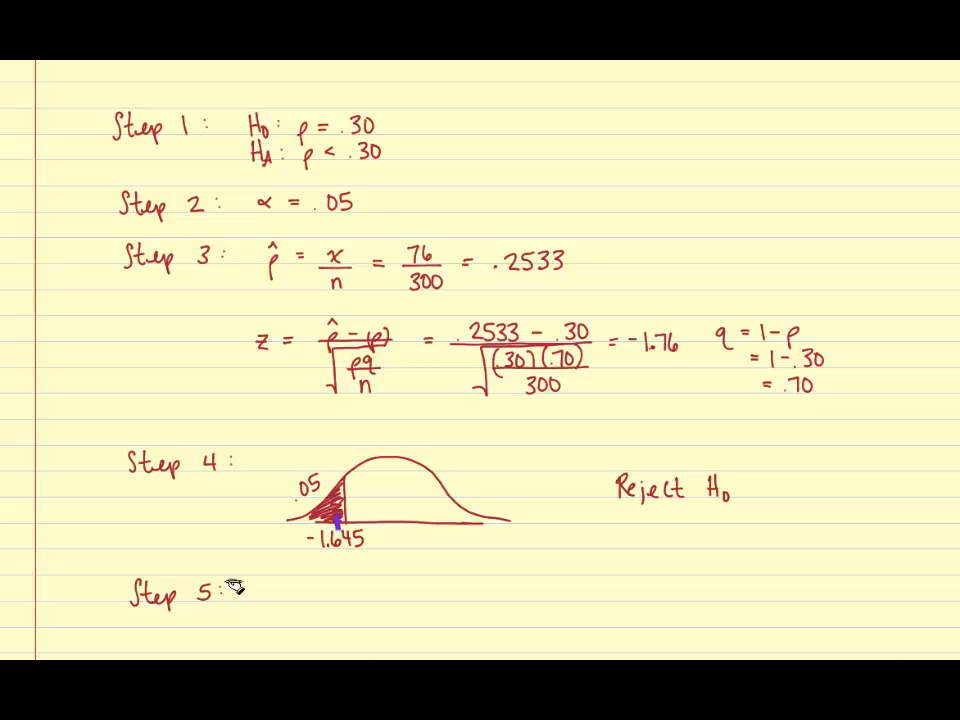 Step 1: H₀: p = .30
H_A: p < .30
Step 2: α = .05
Step 3: p̂ = x/n = 76/300 = .2533
z = (p̂ - (p))/√(pq/n) = (.2533 - .30)/√((.30)(.70)/300) = -1.76
q = 1 - p
= 1 - .30
= .70
Step 4: .05
-1.645
Reject H₀
Step 5: